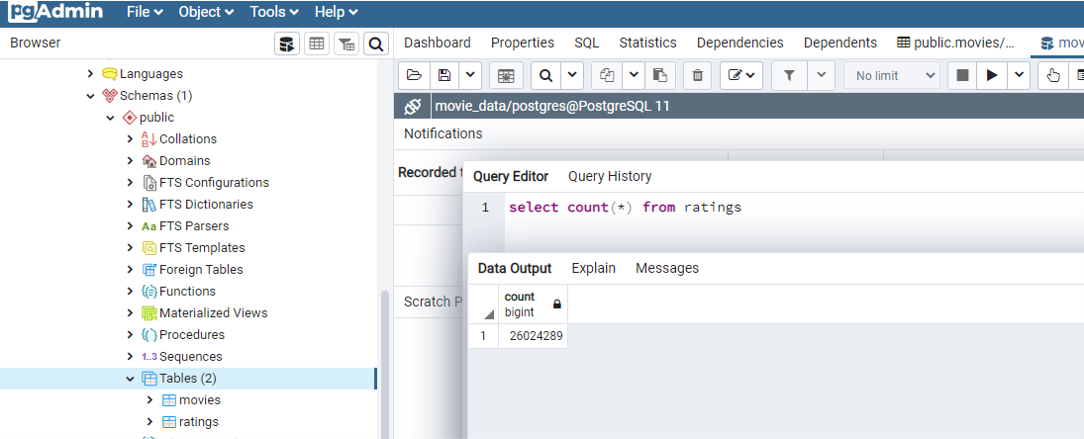 pgAdmin File Object Tools Help
Browser
Dashboard Properties SQL Statistics Dependencies Dependents public.movies/... mov
Languages
Schemas (1)
public
Collations
Domains
FTS Configurations
FTS Dictionaries
Aa FTS Parsers
FTS Templates
Foreign Tables
Functions
Materialized Views
Procedures
1..3 Sequences
Tables (2)
movies
ratings
No limit
movie_data/postgres@PostgreSQL 11
Notifications
Recorded t
Query Editor Query History
1 select count(*) from ratings
Data Output Explain Messages
Scratch P
count
bigint
1 26024289